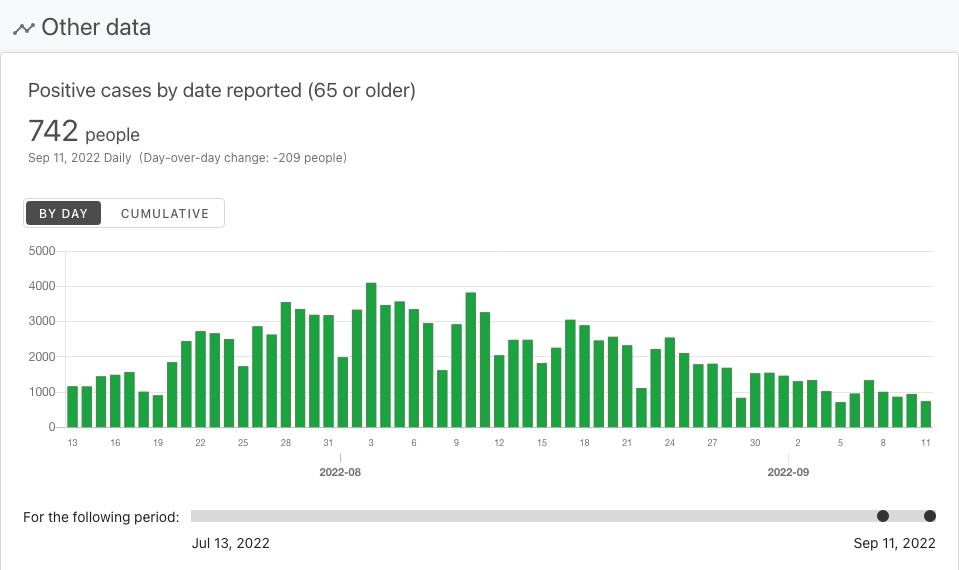 Other data
Positive cases by date reported (65 or older)
742 people
Sep 11, 2022 Daily (Day-over-day change: -209 people)
BY DAY CUMULATIVE
5000
4000
3000
2000
1000
0
13 16 19 22 25 28 31 3 6 9 12 15 18 21 24 27 30 2 5 8 11
2022-08 2022-09
For the following period:
Jul 13, 2022 Sep 11, 2022